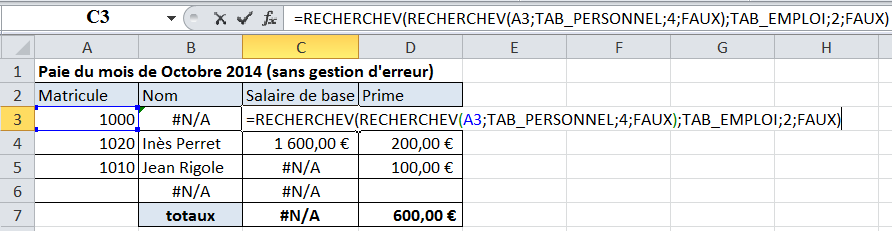 C3 fx =RECHERCHEV(RECHERCHEV(A3;TAB_PERSONNEL;4;FAUX);TAB_EMPLOI;2;FAUX)
A B C D E F G H
1 Paie du mois de Octobre 2014 (sans gestion d'erreur)
2 Matricule Nom Salaire de base Prime
3 1000 #N/A =RECHERCHEV(RECHERCHEV(A3;TAB_PERSONNEL;4;FAUX);TAB_EMPLOI;2;FAUX)
4 1020 Inès Perret 1 600,00 € 200,00 €
5 1010 Jean Rigole #N/A 100,00 €
6 #N/A #N/A
7 totaux #N/A 600,00 €